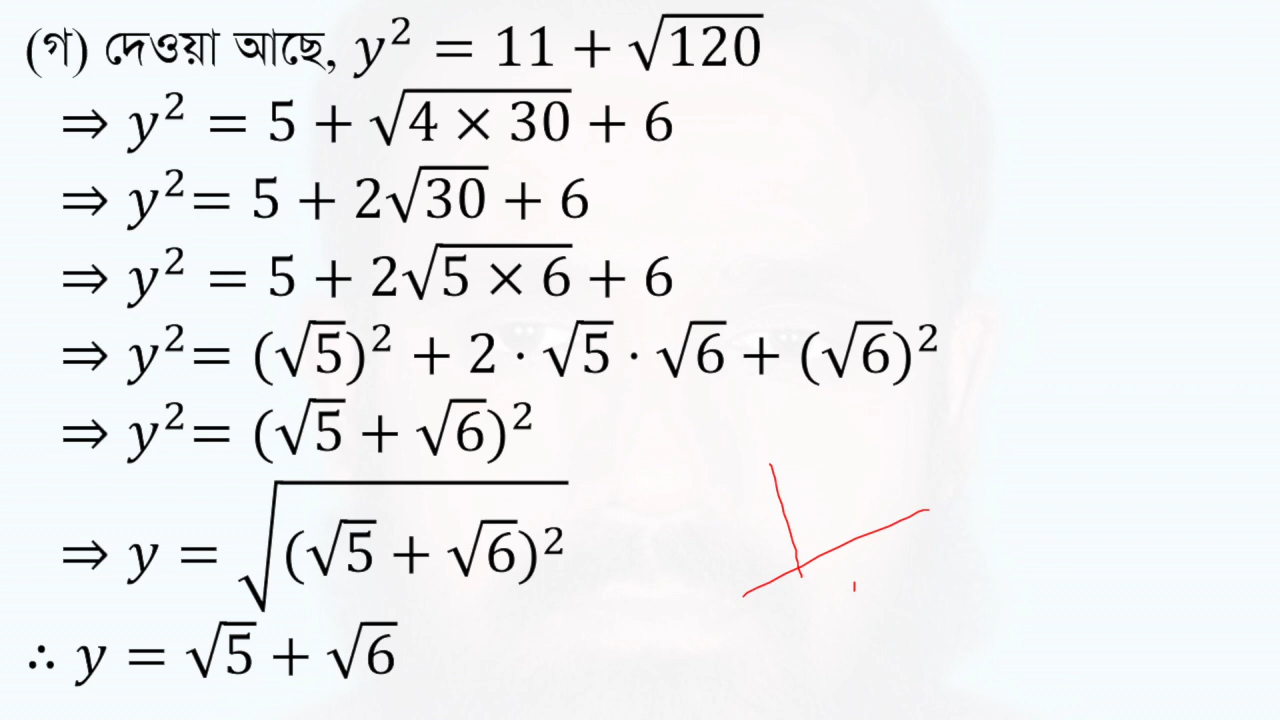 (গ) দেওয়া আছে, y² = 11 + √120
⇒ y² = 5 + √(4 × 30) + 6
⇒ y² = 5 + 2√30 + 6
⇒ y² = 5 + 2√(5 × 6) + 6
⇒ y² = (√5)² + 2 · √5 · √6 + (√6)²
⇒ y² = (√5 + √6)²
⇒ y = √((√5 + √6)²)
∴ y = √5 + √6